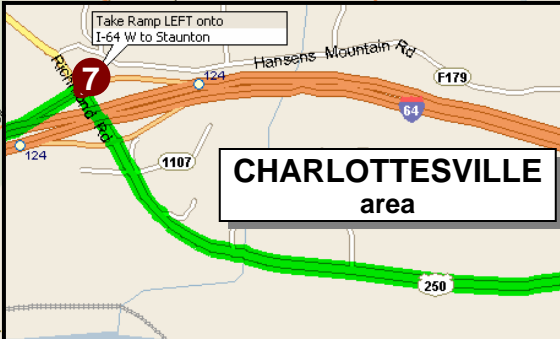 Take Ramp LEFT onto
I-64 W to Staunton
7
Richmond Rd
124
Hansens Mountain Rd
F179
64
124
1107
CHARLOTTESVILLE
area
250